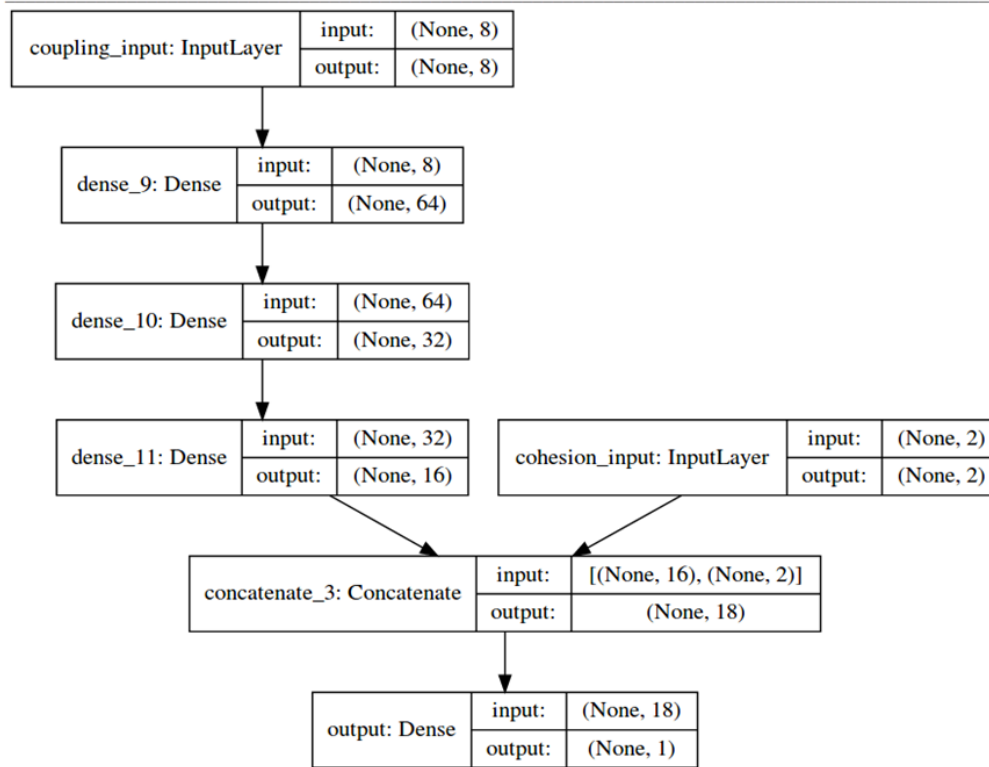 coupling_input: InputLayer
input: (None, 8)
output: (None, 8)
dense_9: Dense
input: (None, 8)
output: (None, 64)
dense_10: Dense
input: (None, 64)
output: (None, 32)
dense_11: Dense
input: (None, 32)
output: (None, 16)
cohesion_input: InputLayer
input: (None, 2)
output: (None, 2)
concatenate_3: Concatenate
input: [(None, 16), (None, 2)]
output: (None, 18)
output: Dense
input: (None, 18)
output: (None, 1)